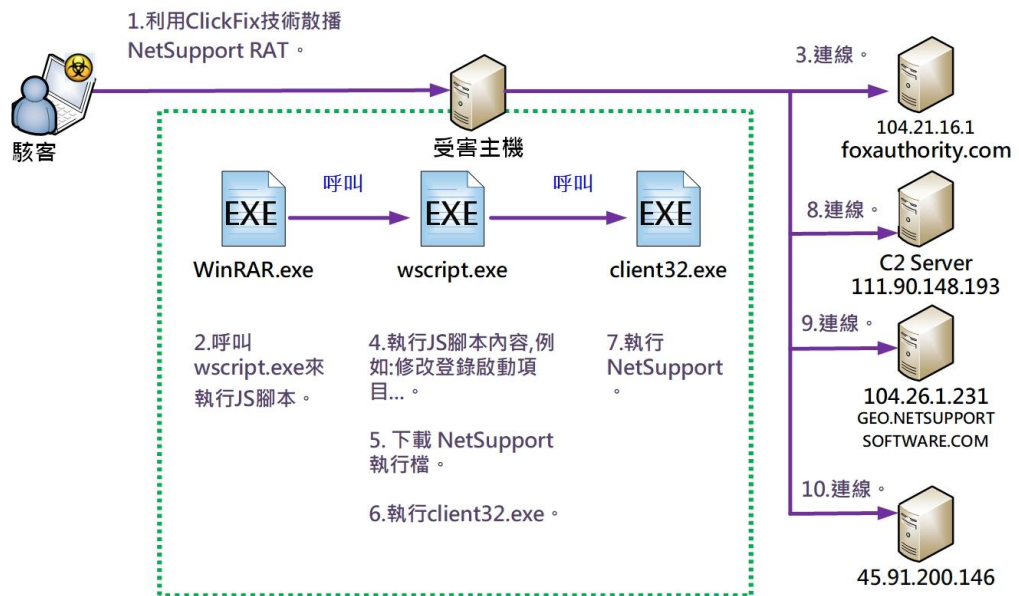 1.利用ClickFix技術散播
NetSupport RAT。
駭客
受害主機
3.連線。
104.21.16.1
foxauthority.com
呼叫
呼叫
EXE
EXE
EXE
WinRAR.exe
wscript.exe
client32.exe
8.連線。
C2 Server
111.90.148.193
2.呼叫
wscript.exe來
執行JS腳本。
4.執行JS腳本內容,例
如:修改登錄啟動項
目...。
5. 下載 NetSupport
執行檔。
6.執行client32.exe。
7.執行
NetSupport
。
9.連線。
104.26.1.231
GEO.NETSUPPORT
SOFTWARE.COM
10.連線。
45.91.200.146